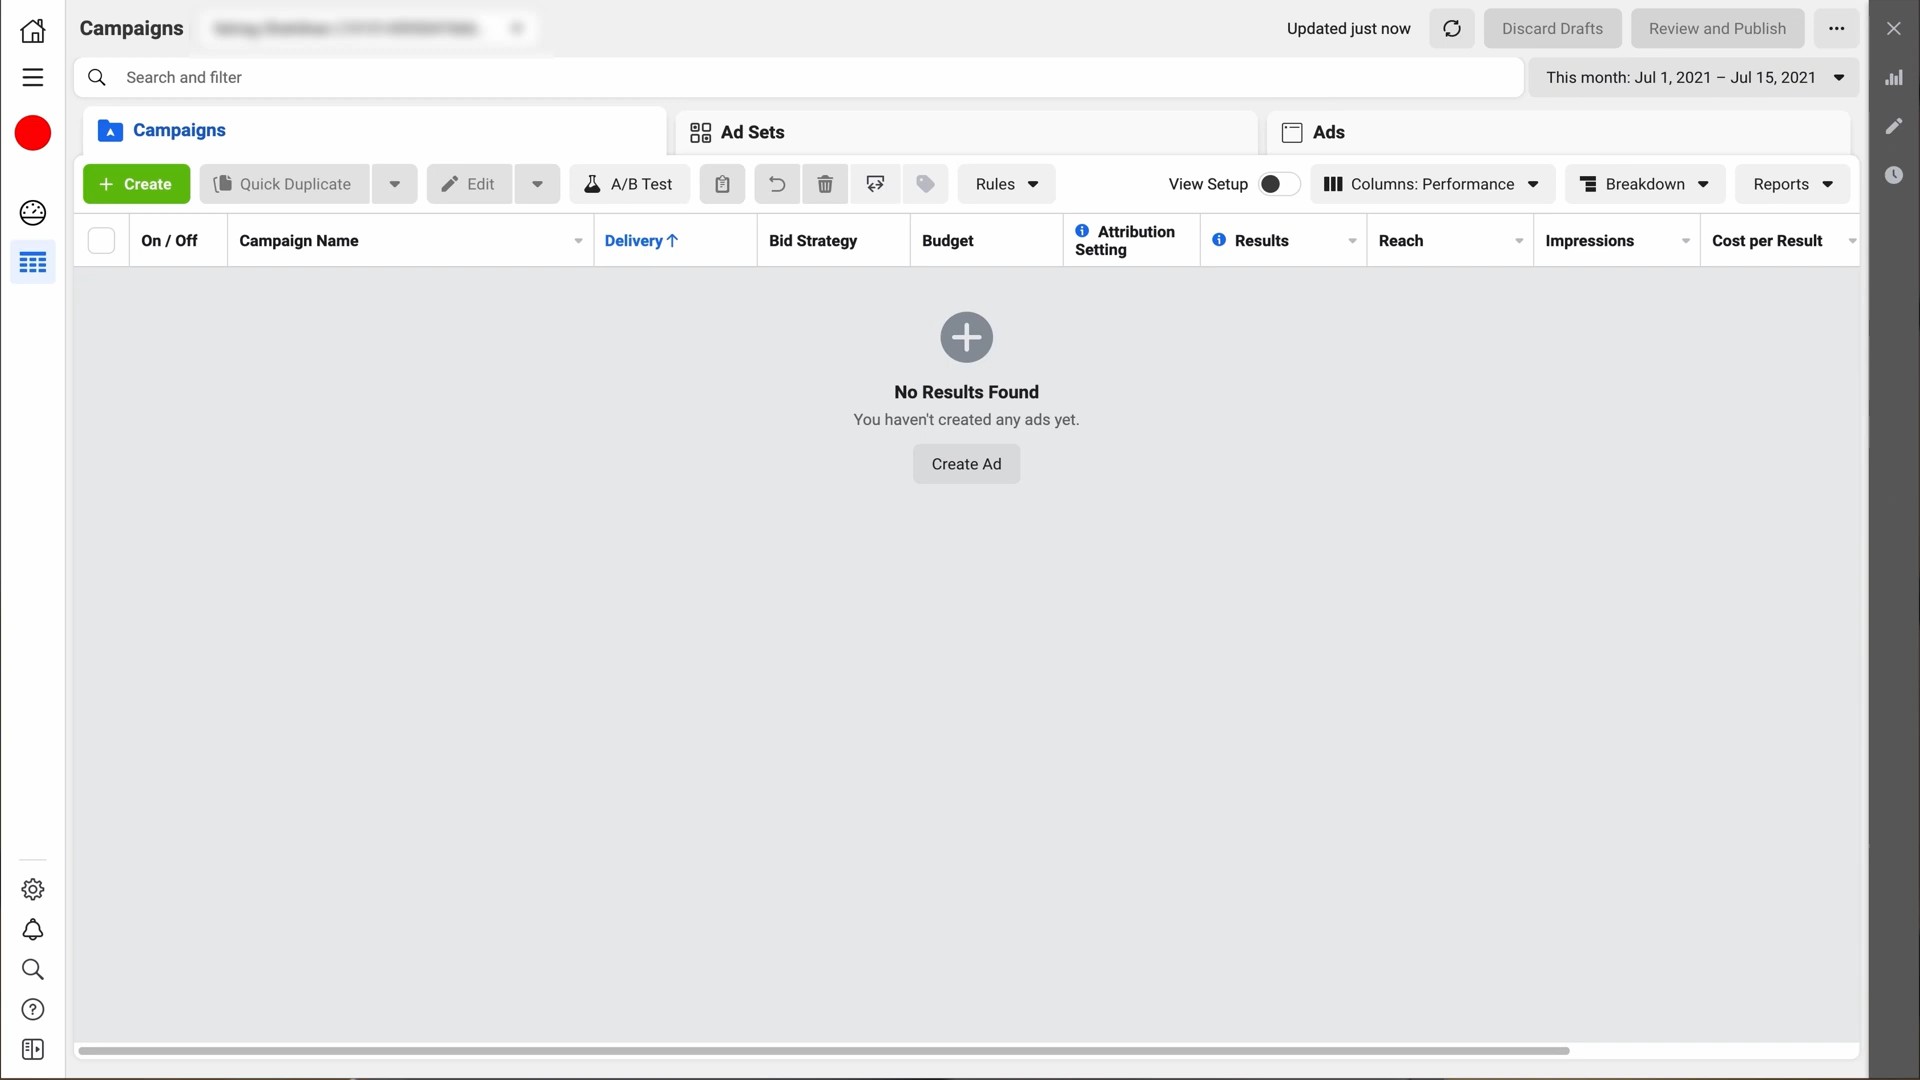 Campaigns
Updated just now
Discard Drafts
Review and Publish
Search and filter
This month: Jul 1, 2021 – Jul 15, 2021
Campaigns
Ad Sets
Ads
+ Create
Quick Duplicate
Edit
A/B Test
Rules
View Setup
Columns: Performance
Breakdown
Reports
On / Off
Campaign Name
Delivery↑
Bid Strategy
Budget
Attribution
Setting
Results
Reach
Impressions
Cost per Result
No Results Found
You haven't created any ads yet.
Create Ad